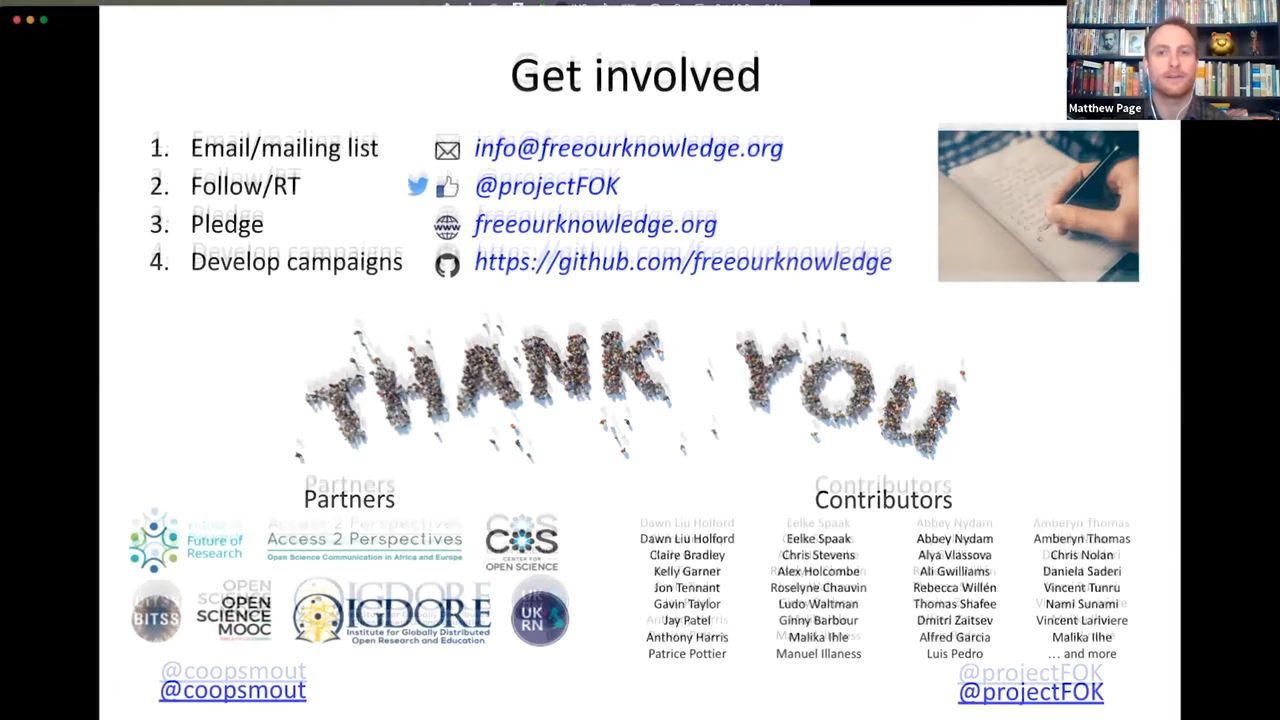 Get involved
Matthew Page
1. Email/mailing list info@freeourknowledge.org
2. Follow/RT @projectFOK
3. Pledge freeourknowledge.org
4. Develop campaigns https://github.com/freeourknowledge
THANK YOU
Partners
Future of
Research
Access 2 Perspectives
Open Science Communication in Africa and Europe
COS
CENTER FOR
OPEN SCIENCE
BITSS
OPEN
SCIENCE
MOOC
IGDORE
Institute for Globally Distributed
Open Research and Education
UK
RN
Contributors
Dawn Liu Holford Eelke Spaak Abbey Nydam Amberyn Thomas
Claire Bradley Chris Stevens Alya Vlassova Chris Nolan
Kelly Garner Alex Holcombe Ali Gwilliams Daniela Saderi
Jon Tennant Roselyne Chauvin Rebecca Willén Vincent Tunru
Gavin Taylor Ludo Waltman Thomas Shafee Nami Sunami
Jay Patel Ginny Barbour Dmitri Zaitsev Vincent Lariviere
Anthony Harris Malika Ihle Alfred Garcia Malika Ilhe
Patrice Pottier Manuel Illaness Luis Pedro ... and more
@coopsmout @projectFOK